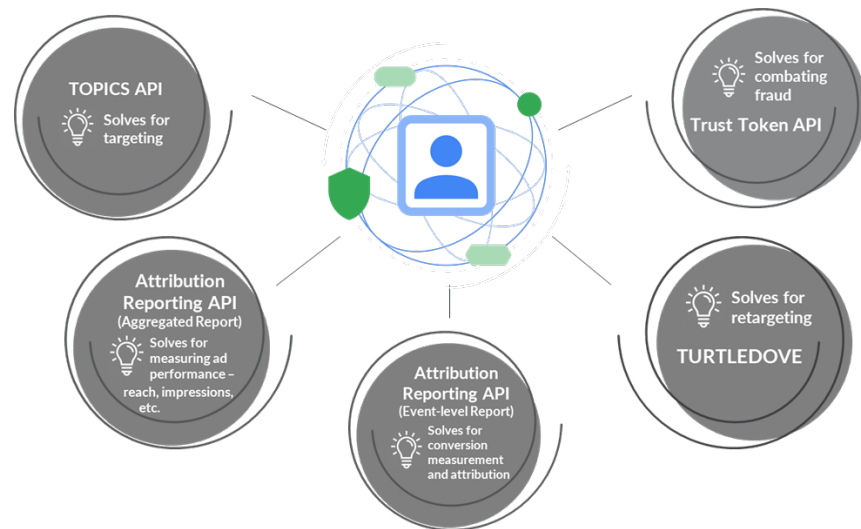 TOPICS API
Solves for
targeting
Solves for
combating
fraud
Trust Token API
Attribution
Reporting API
(Aggregated Report)
Solves for
measuring ad
performance –
reach, impressions,
etc.
Attribution
Reporting API
(Event-level Report)
Solves for
conversion
measurement
and attribution
Solves for
retargeting
TURTLEDOVE